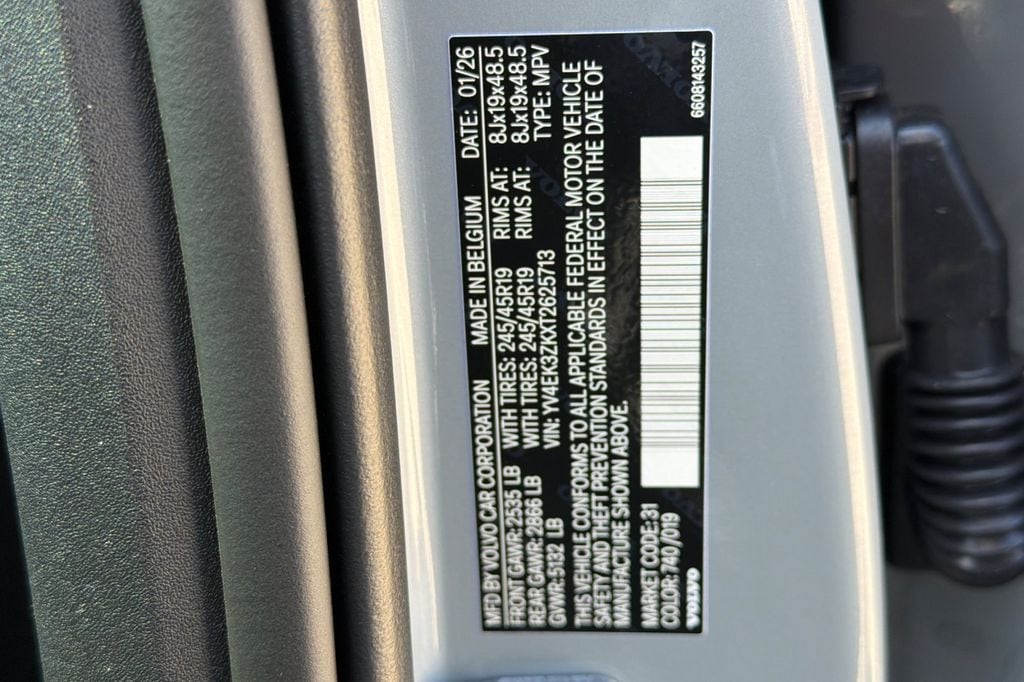 MFD BY VOLVO CAR CORPORATION MADE IN BELGIUM DATE: 01/26
FRONT GAWR:2535 LB WITH TIRES: 245/45R19 RIMS AT: 8Jx19x48.5
REAR GAWR:2866 LB WITH TIRES: 245/45R19 RIMS AT: 8Jx19x48.5
GVWR:5132 LB VIN: YV4EK3ZKXT2625713 TYPE: MPV
THIS VEHICLE CONFORMS TO ALL APPLICABLE FEDERAL MOTOR VEHICLE
SAFETY AND THEFT PREVENTION STANDARDS IN EFFECT ON THE DATE OF
MANUFACTURE SHOWN ABOVE.
MARKET CODE:31
COLOR: 740/019
VOLVO
6608143257